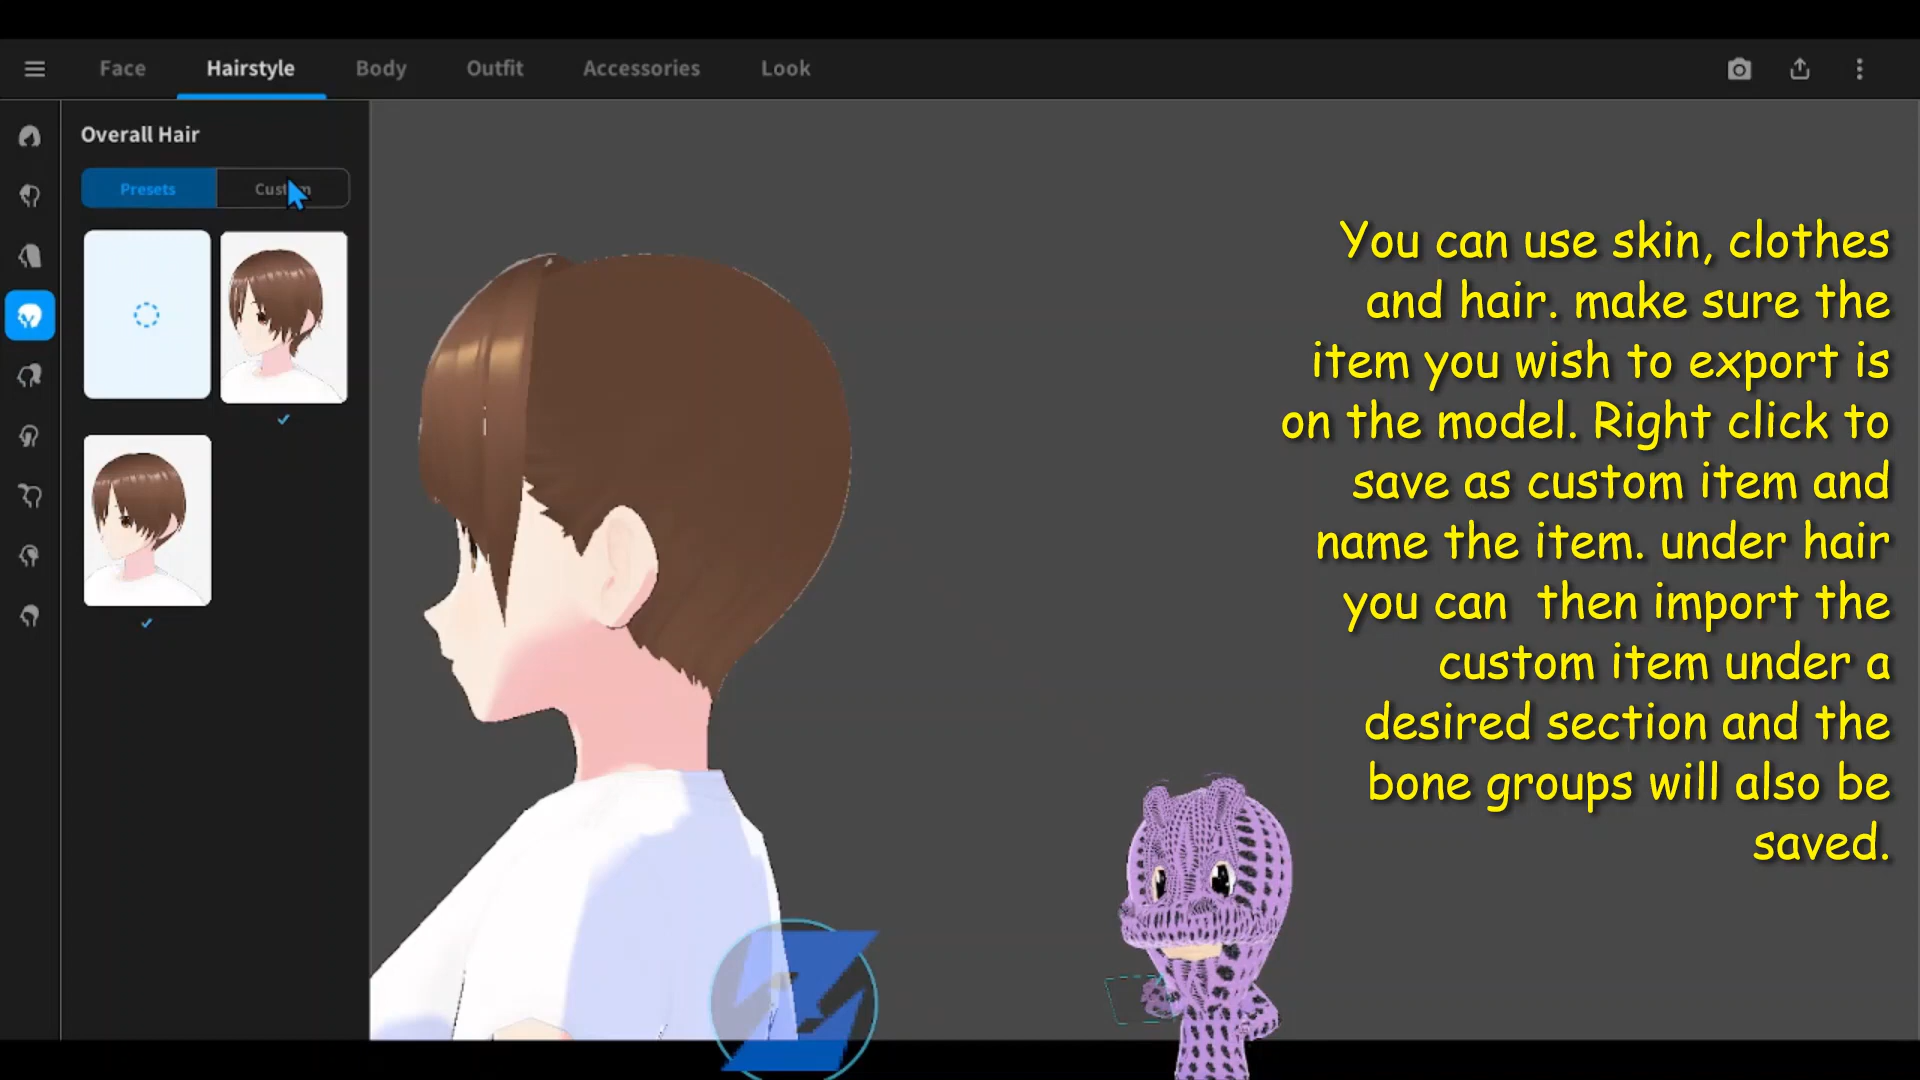 Face Hairstyle Body Outfit Accessories Look
Overall Hair
Presets Custom
You can use skin, clothes
and hair. make sure the
item you wish to export is
on the model. Right click to
save as custom item and
name the item. under hair
you can then import the
custom item under a
desired section and the
bone groups will also be
saved.